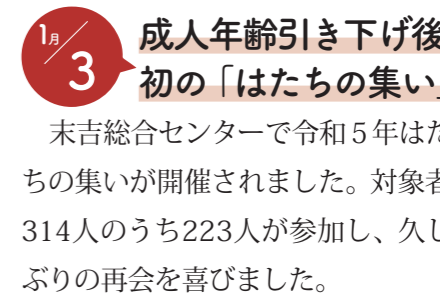 1月
3
成人年齢引き下げ後
初の「はたちの集い」
末吉総合センターで令和５年はた
ちの集いが開催されました。対象者
314人のうち223人が参加し、久し
ぶりの再会を喜びました。